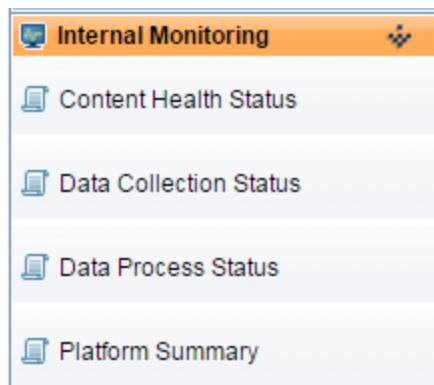 Internal Monitoring
Content Health Status
Data Collection Status
Data Process Status
Platform Summary